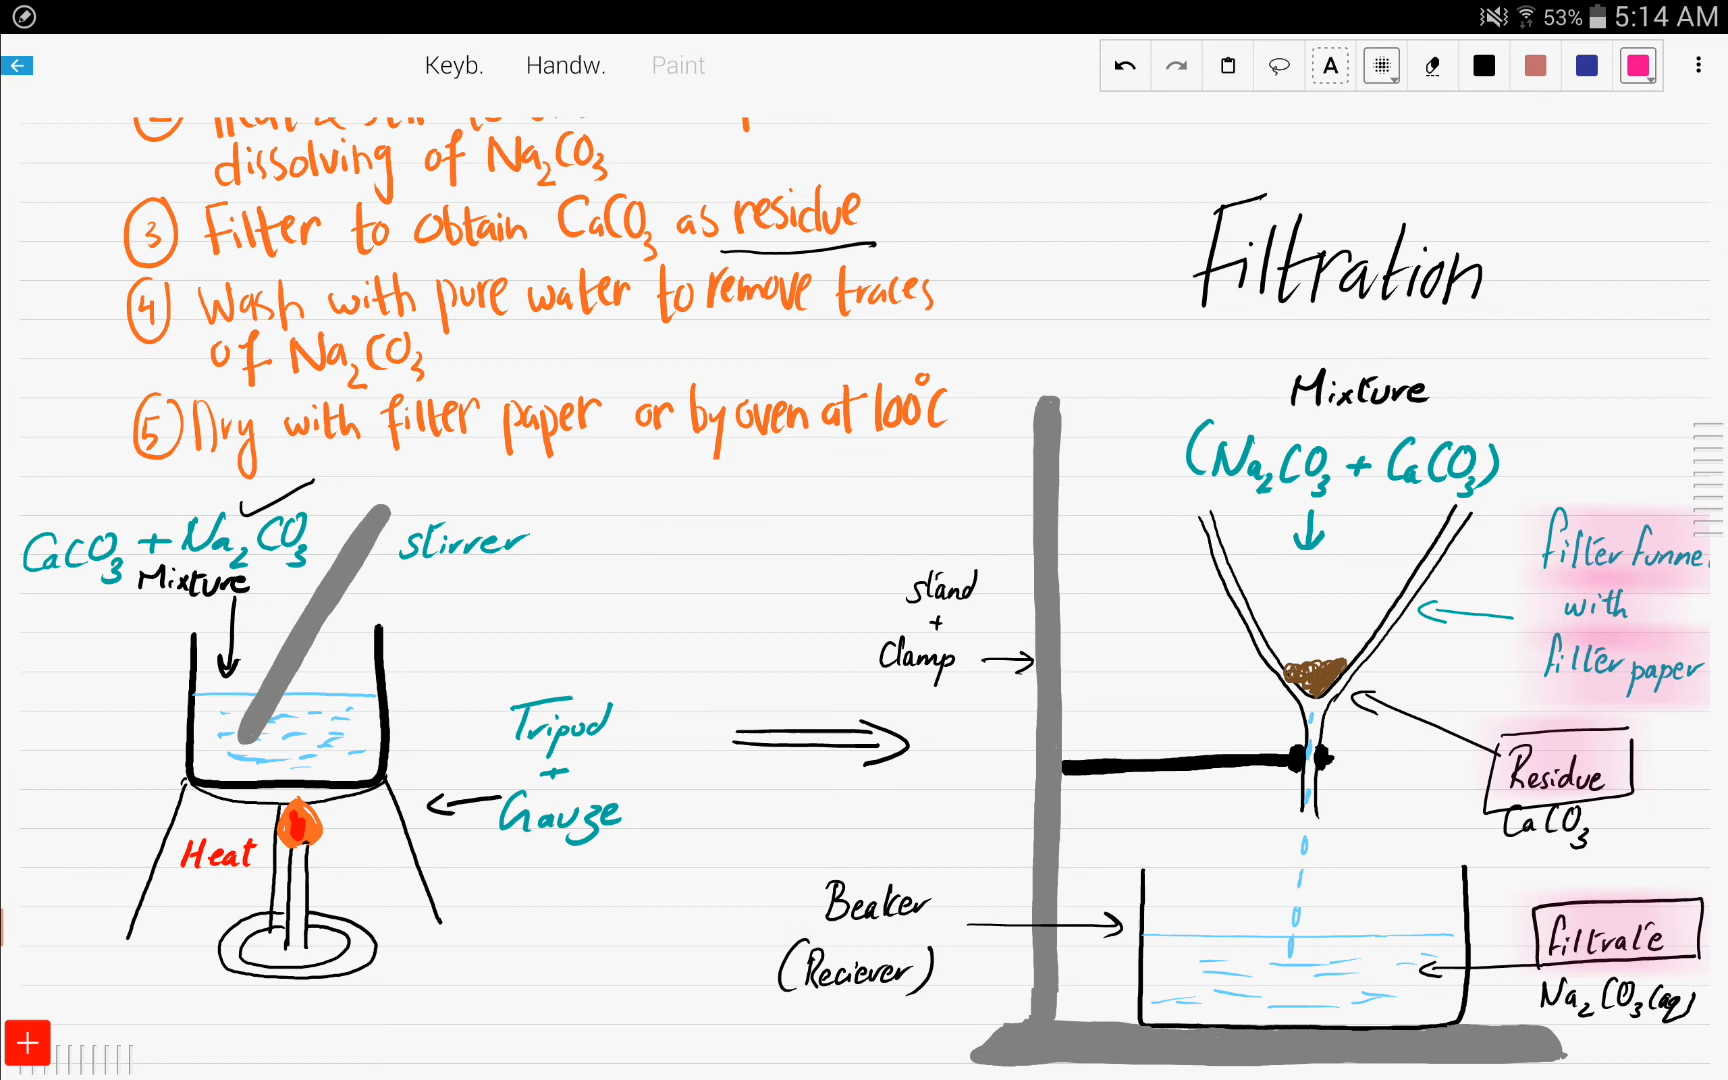 53% 5:14 AM
Keyb. Handw. Paint
A
dissolving of Na₂CO₃
③ Filter to obtain CaCO₃ as residue
④ Wash with pure water to remove traces
of Na₂CO₃
⑤ Dry with filter paper or by oven at 100°C
CaCO₃ + Na₂CO₃
Mixture
stirrer
Tripod
+
Gauze
Heat
Filtration
Mixture
(Na₂CO₃ + CaCO₃)
filter funnel
with
filter paper
stand
+
Clamp
Residue
CaCO₃
Beaker
(Reciever)
filtrate
Na₂CO₃(aq)